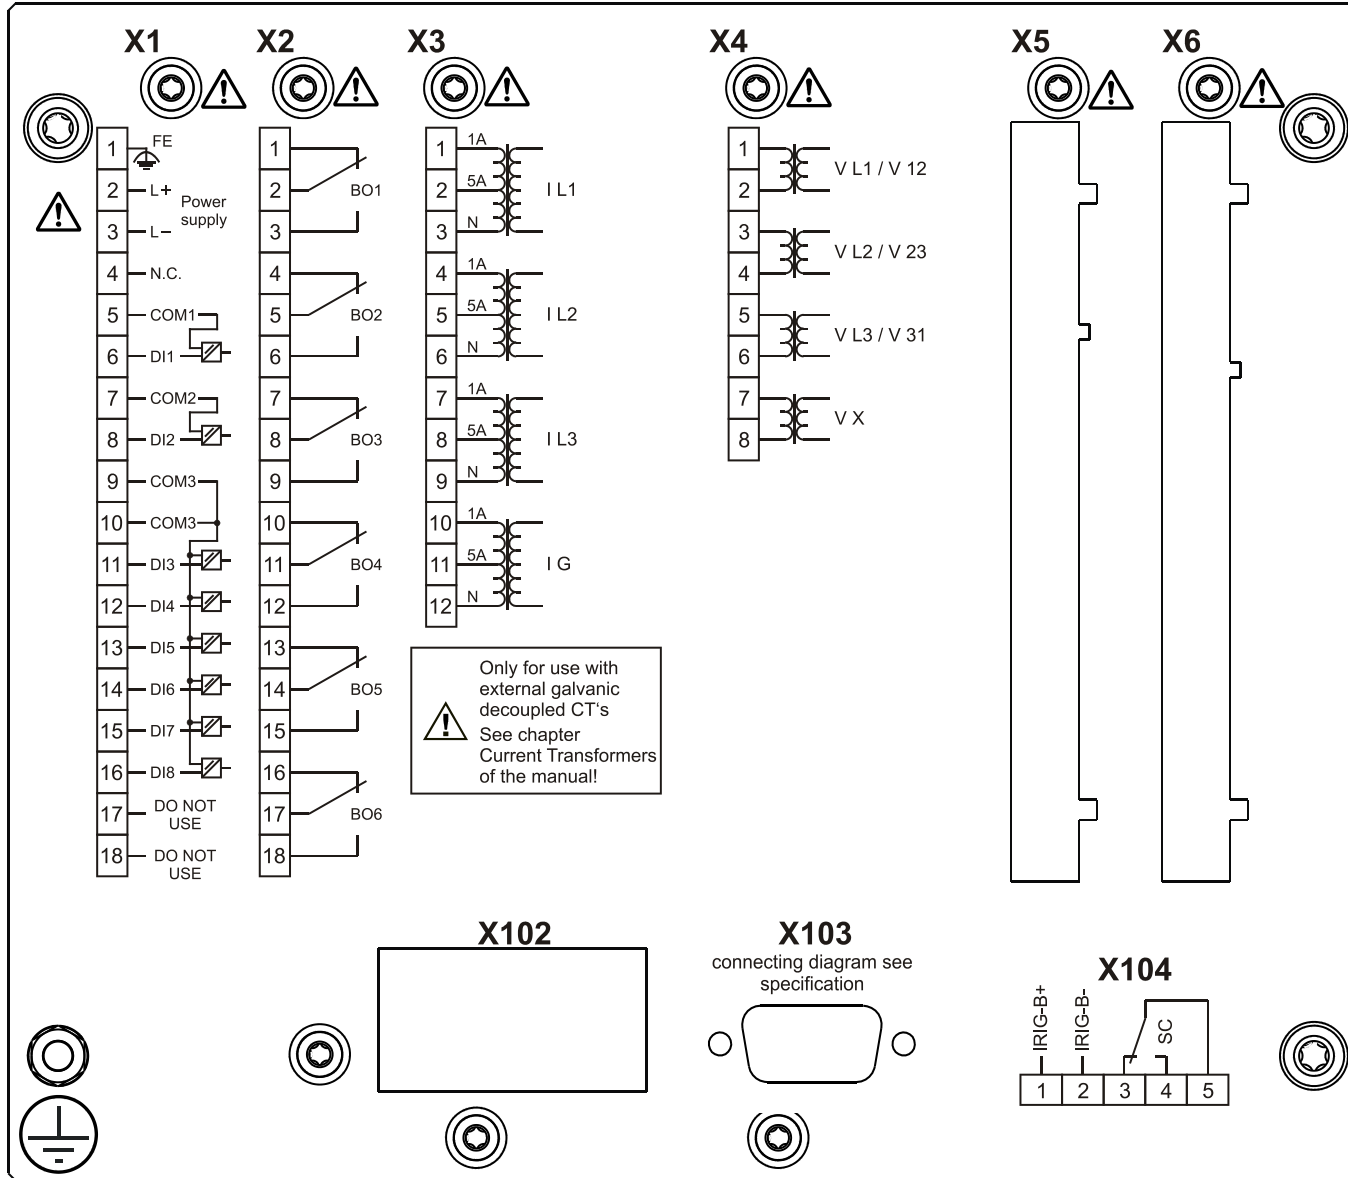 X1
X2
X3
X4
X5
X6
1
FE
2
L+
Power
supply
3
L–
4
N.C.
5
COM1
6
DI1
7
COM2
8
DI2
9
COM3
10
COM3
11
DI3
12
DI4
13
DI5
14
DI6
15
DI7
16
DI8
17
DO NOT
USE
18
DO NOT
USE
1
2
BO1
3
4
5
BO2
6
7
8
BO3
9
10
11
BO4
12
13
14
BO5
15
16
17
BO6
18
1
1A
2
5A
I L1
3
N
4
1A
5
5A
I L2
6
N
7
1A
8
5A
I L3
9
N
10
1A
11
5A
I G
12
N
Only for use with
external galvanic
decoupled CT‘s
See chapter
Current Transformers
of the manual!
1
V L1 / V 12
2
3
V L2 / V 23
4
5
V L3 / V 31
6
7
V X
8
X102
X103
connecting diagram see
specification
X104
IRIG-B+
IRIG-B-
SC
1 2 3 4 5